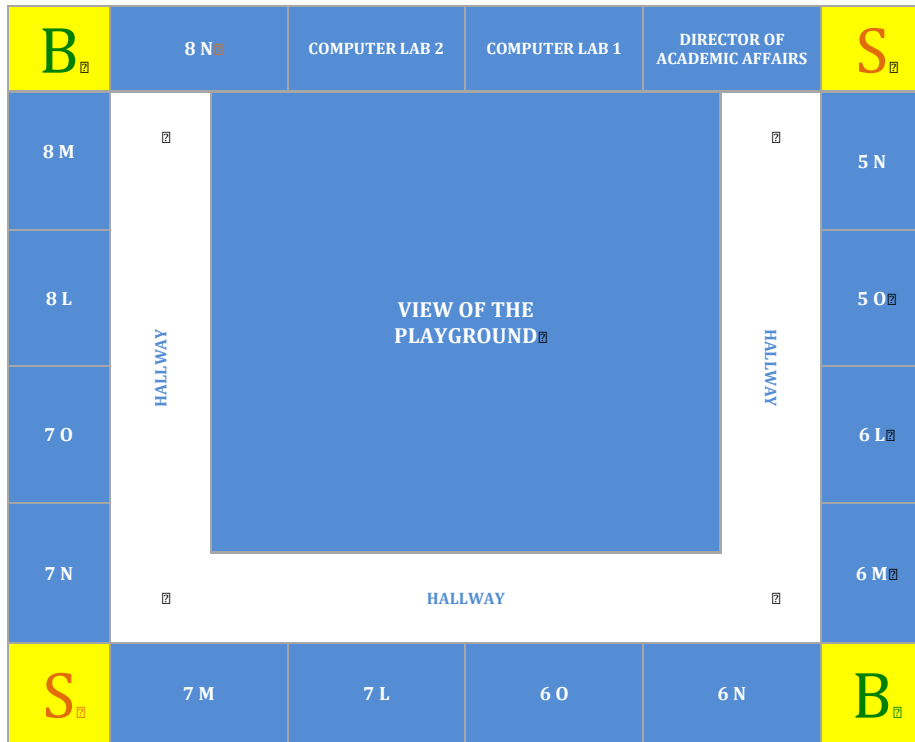 B
8 N
COMPUTER LAB 2
COMPUTER LAB 1
DIRECTOR OF
ACADEMIC AFFAIRS
S
8 M
5 N
8 L
VIEW OF THE
PLAYGROUND
5 O
HALLWAY
HALLWAY
7 O
6 L
7 N
6 M
HALLWAY
S
7 M
7 L
6 O
6 N
B